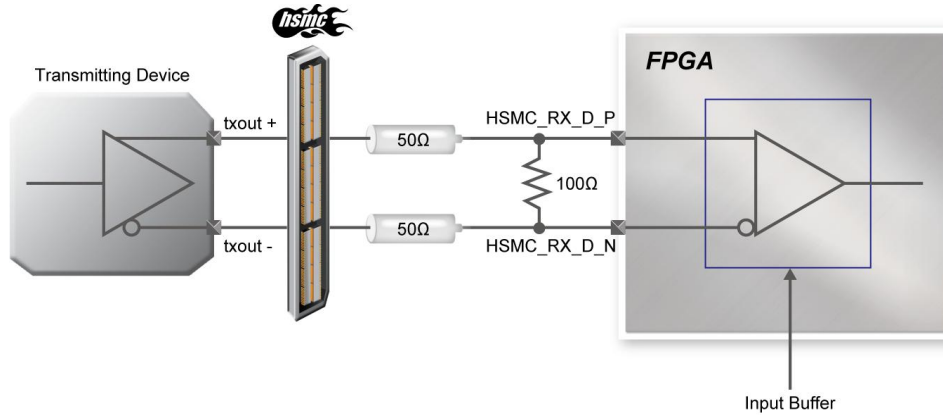 hsmc
FPGA
Transmitting Device
txout +
50Ω
HSMC_RX_D_P
100Ω
txout -
50Ω
HSMC_RX_D_N
Input Buffer